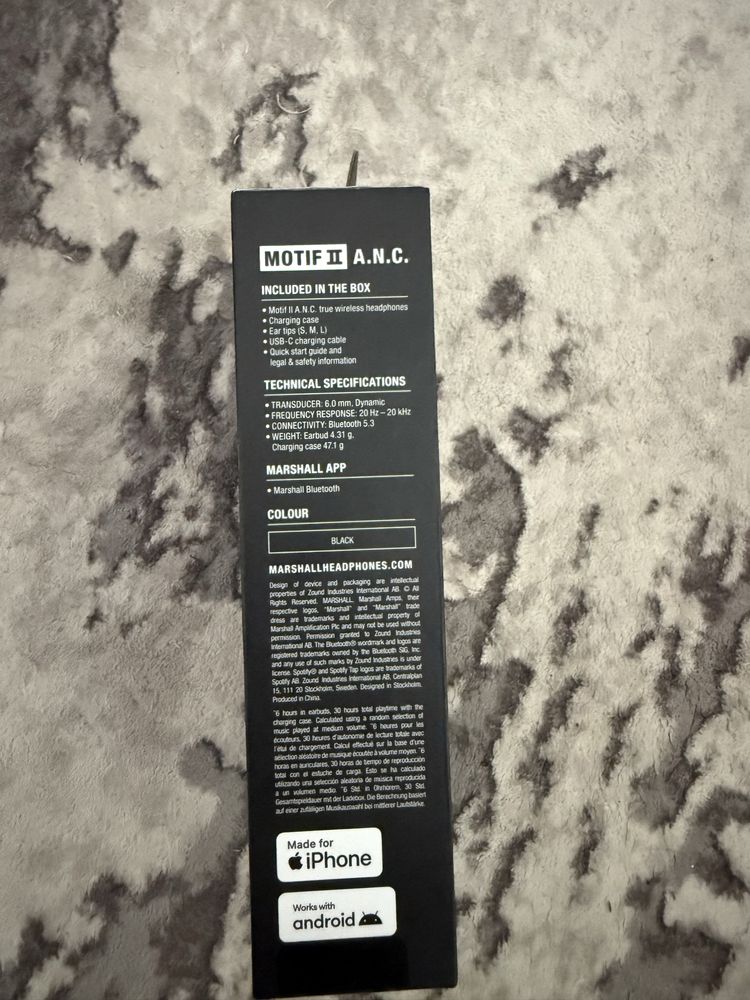 MOTIF II A.N.C.
INCLUDED IN THE BOX
• Motif II A.N.C. true wireless headphones
• Charging case
• Ear tips (S, M, L)
• USB-C charging cable
• Quick start guide and
legal & safety information
TECHNICAL SPECIFICATIONS
• TRANSDUCER: 6.0 mm, Dynamic
• FREQUENCY RESPONSE: 20 Hz – 20 kHz
• CONNECTIVITY: Bluetooth 5.3
• WEIGHT: Earbud 4.31 g,
Charging case 47.1 g
MARSHALL APP
• Marshall Bluetooth
COLOUR
BLACK
MARSHALLHEADPHONES.COM
Design of device and packaging are intellectual
properties of Zound Industries International AB. © All
Rights Reserved. MARSHALL, Marshall Amps, their
respective logos, "Marshall" and "Marshall" trade
dress are trademarks and intellectual property of
Marshall Amplification Plc and may not be used without
permission. Permission granted to Zound Industries
International AB. The Bluetooth® wordmark and logos are
registered trademarks owned by the Bluetooth SIG, Inc.
and any use of such marks by Zound Industries is under
license. Spotify® and Spotify Tap logos are trademarks of
Spotify AB. Zound Industries International AB, Centralplan
15, 111 20 Stockholm, Sweden. Designed in Stockholm.
Produced in China.
*6 hours in earbuds, 30 hours total playtime with the
charging case. Calculated using a random selection of
music played at medium volume. *6 heures pour les
écouteurs, 30 heures d'autonomie de lecture totale avec
l'étui de chargement. Calcul effectué sur la base d'une
sélection aléatoire de musique écoutée à volume moyen. *6
horas en auriculares, 30 horas de tiempo de reproducción
total con el estuche de carga. Esto se ha calculado
utilizando una selección aleatoria de música reproducida
a un volumen medio. *6 Std. in Ohrhörern, 30 Std.
Gesamtspieldauer mit der Ladebox. Die Berechnung basiert
auf einer zufälligen Musikauswahl bei mittlerer Lautstärke.
Made for
iPhone
Works with
android